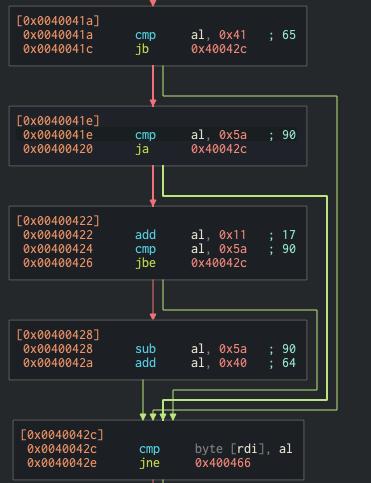 [0x0040041a]
0x0040041a cmp al, 0x41 ; 65
0x0040041c jb 0x40042c
[0x0040041e]
0x0040041e cmp al, 0x5a ; 90
0x00400420 ja 0x40042c
[0x00400422]
0x00400422 add al, 0x11 ; 17
0x00400424 cmp al, 0x5a ; 90
0x00400426 jbe 0x40042c
[0x00400428]
0x00400428 sub al, 0x5a ; 90
0x0040042a add al, 0x40 ; 64
[0x0040042c]
0x0040042c cmp byte [rdi], al
0x0040042e jne 0x400466